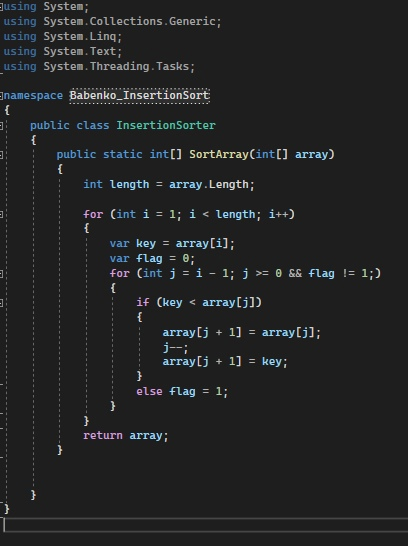 using System;
using System.Collections.Generic;
using System.Linq;
using System.Text;
using System.Threading.Tasks;

namespace Babenko_InsertionSort
{
    public class InsertionSorter
    {
        public static int[] SortArray(int[] array)
        {
            int length = array.Length;

            for (int i = 1; i < length; i++)
            {
                var key = array[i];
                var flag = 0;
                for (int j = i - 1; j >= 0 && flag != 1;)
                {
                    if (key < array[j])
                    {
                        array[j + 1] = array[j];
                        j--;
                        array[j + 1] = key;
                    }
                    else flag = 1;
                }
            }
            return array;
        }


    }
}